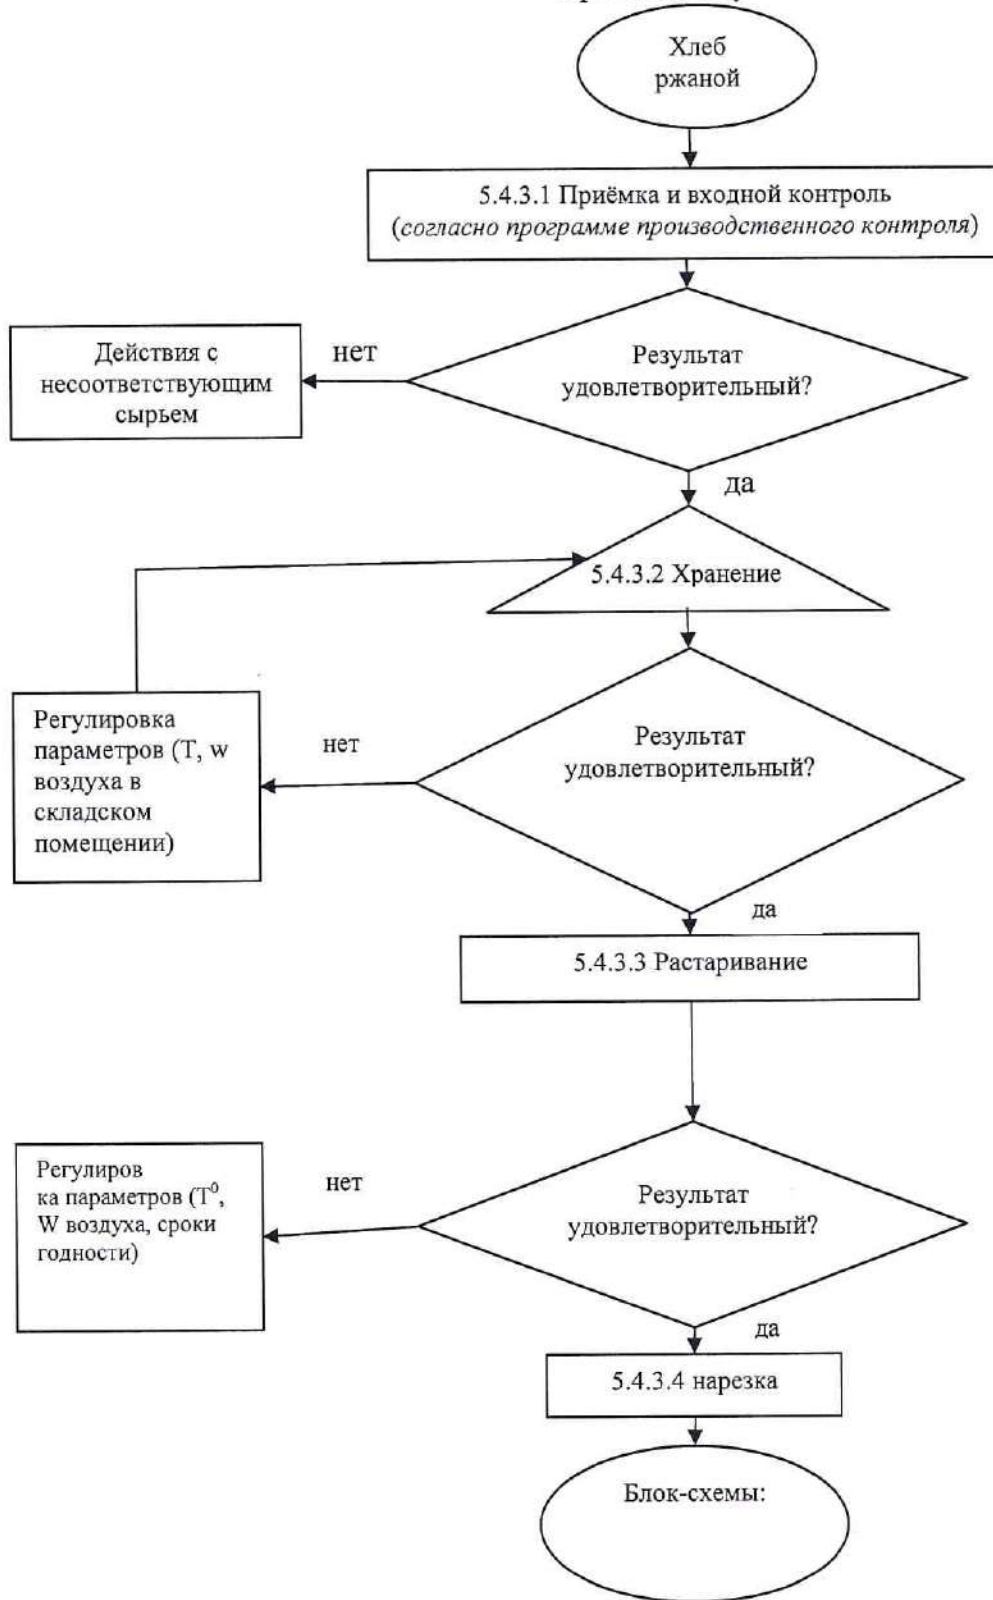 Хлеб
ржаной
5.4.3.1 Приёмка и входной контроль
(согласно программе производственного контроля)
Результат
удовлетворительный?
нет
Действия с
несоответствующим
сырьем
да
5.4.3.2 Хранение
Регулировка
параметров (Т, w
воздуха в
складском
помещении)
нет
Результат
удовлетворительный?
да
5.4.3.3 Растаривание
Регулиров
ка параметров (Т⁰,
W воздуха, сроки
годности)
нет
Результат
удовлетворительный?
да
5.4.3.4 нарезка
Блок-схемы: